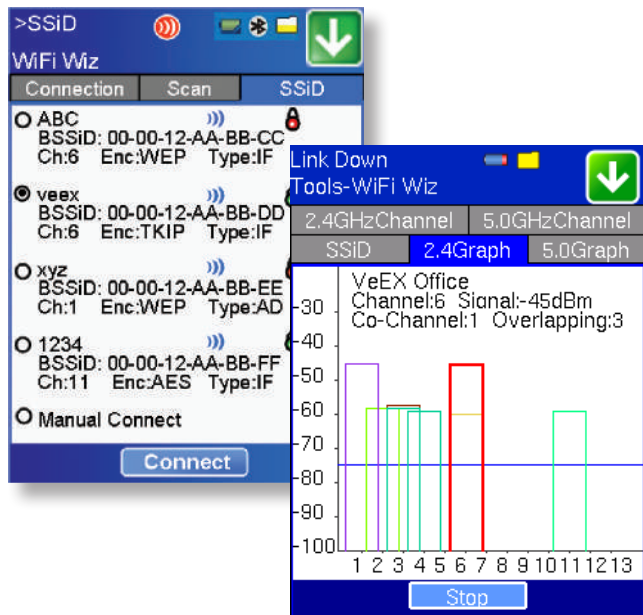 >SSiD
WiFi Wiz
Connection Scan SSiD
ABC
BSSiD: 00-00-12-AA-BB-CC
Ch:6 Enc:WEP Type:IF
veex
BSSiD: 00-00-12-AA-BB-DD
Ch:6 Enc:TKIP Type:IF
xyz
BSSiD: 00-00-12-AA-BB-EE
Ch:1 Enc:WEP Type:AD
1234
BSSiD: 00-00-12-AA-BB-FF
Ch:11 Enc:AES Type:IF
Manual Connect
Connect
Link Down
Tools-WiFi Wiz
2.4GHzChannel 5.0GHzChannel
SSiD 2.4Graph 5.0Graph
VeEX Office
Channel:6 Signal:-45dBm
Co-Channel:1 Overlapping:3
-30
-40
-50
-60
-70
-80
-90
-100
1 2 3 4 5 6 7 8 9 10 11 12 13
Stop